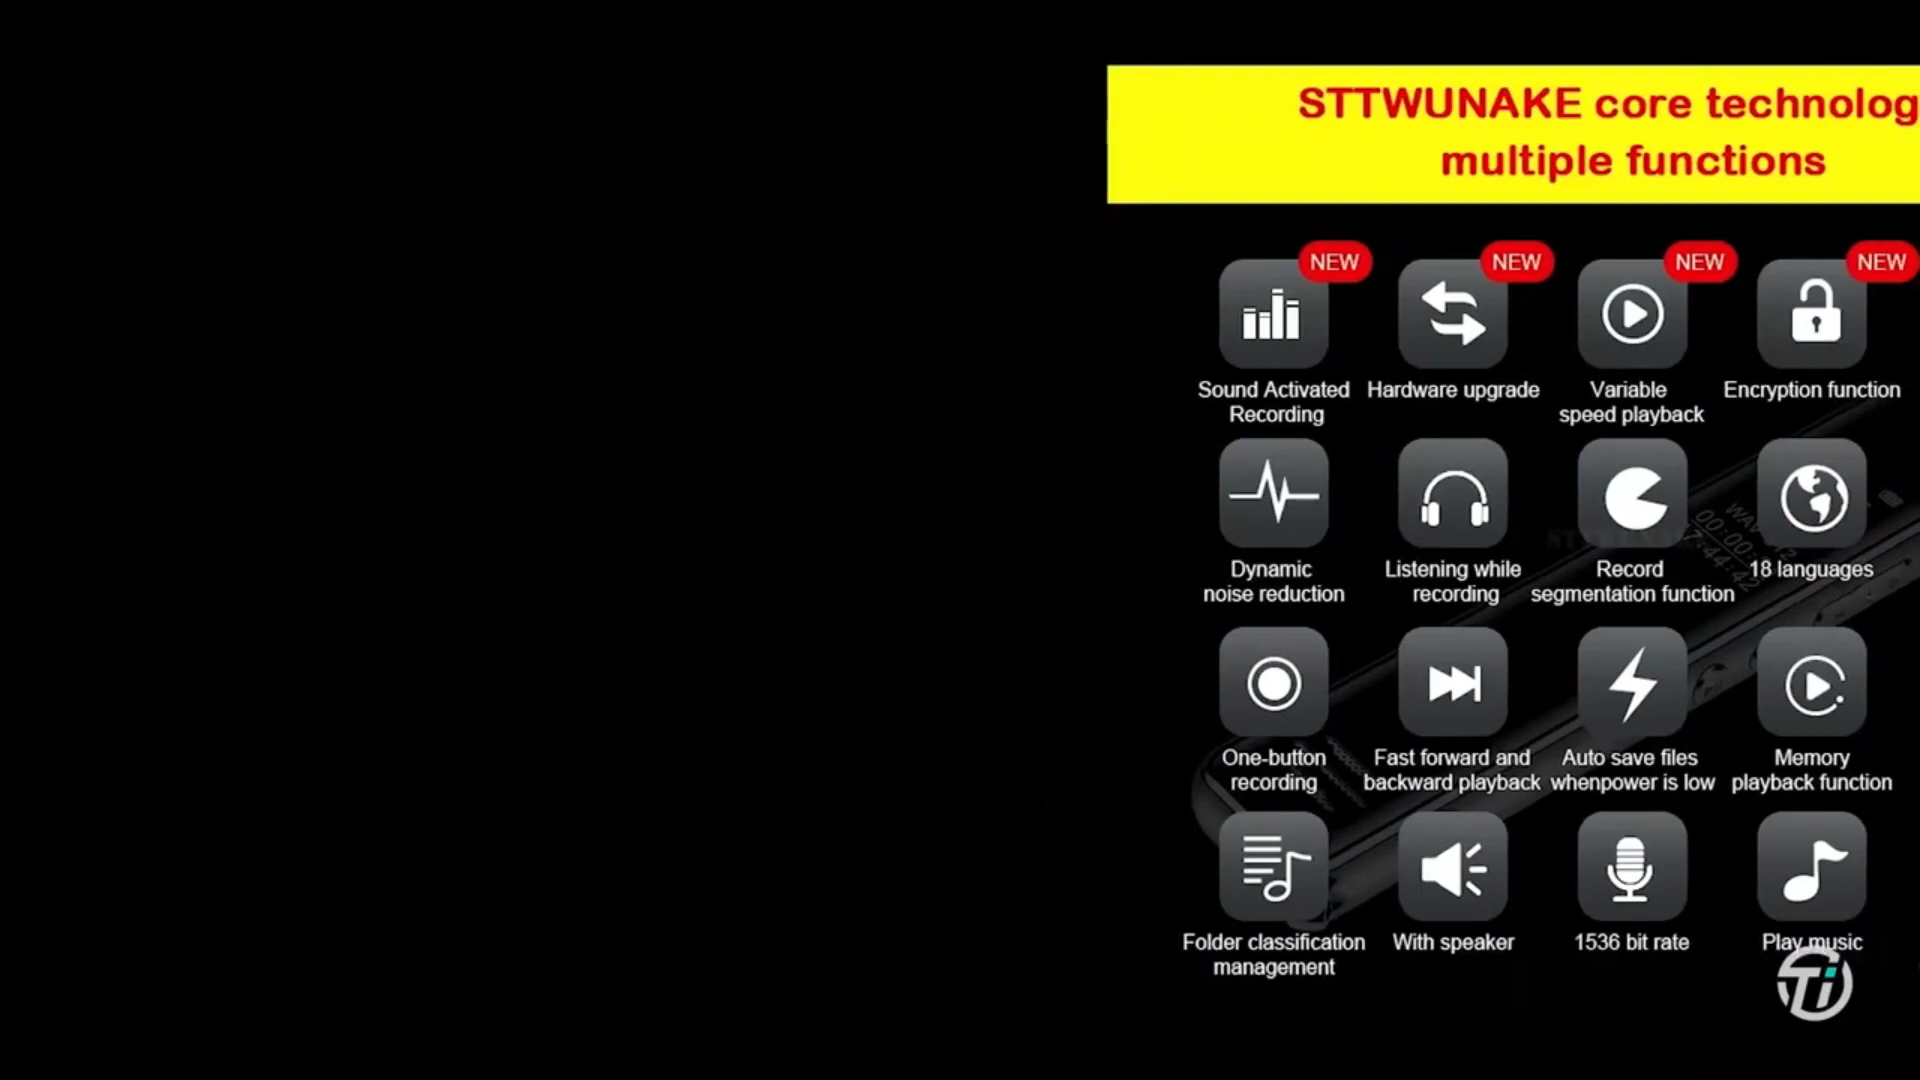 STTWUNAKE core technolog
multiple functions
NEW
NEW
NEW
NEW
Sound Activated
Recording
Hardware upgrade
Variable
speed playback
Encryption function
Dynamic
noise reduction
Listening while
recording
Record
segmentation function
18 languages
One-button
recording
Fast forward and
backward playback
Auto save files
whenpower is low
Memory
playback function
Folder classification
management
With speaker
1536 bit rate
Play music
Ti